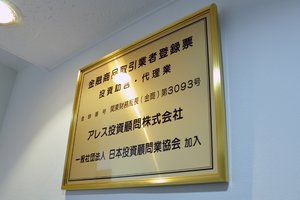 金融商品取引業者登録票
投資助言・代理業
登録番号 関東財務局長(金商)第3093号
アレス投資顧問株式会社
一般社団法人 日本投資顧問業協会 加入